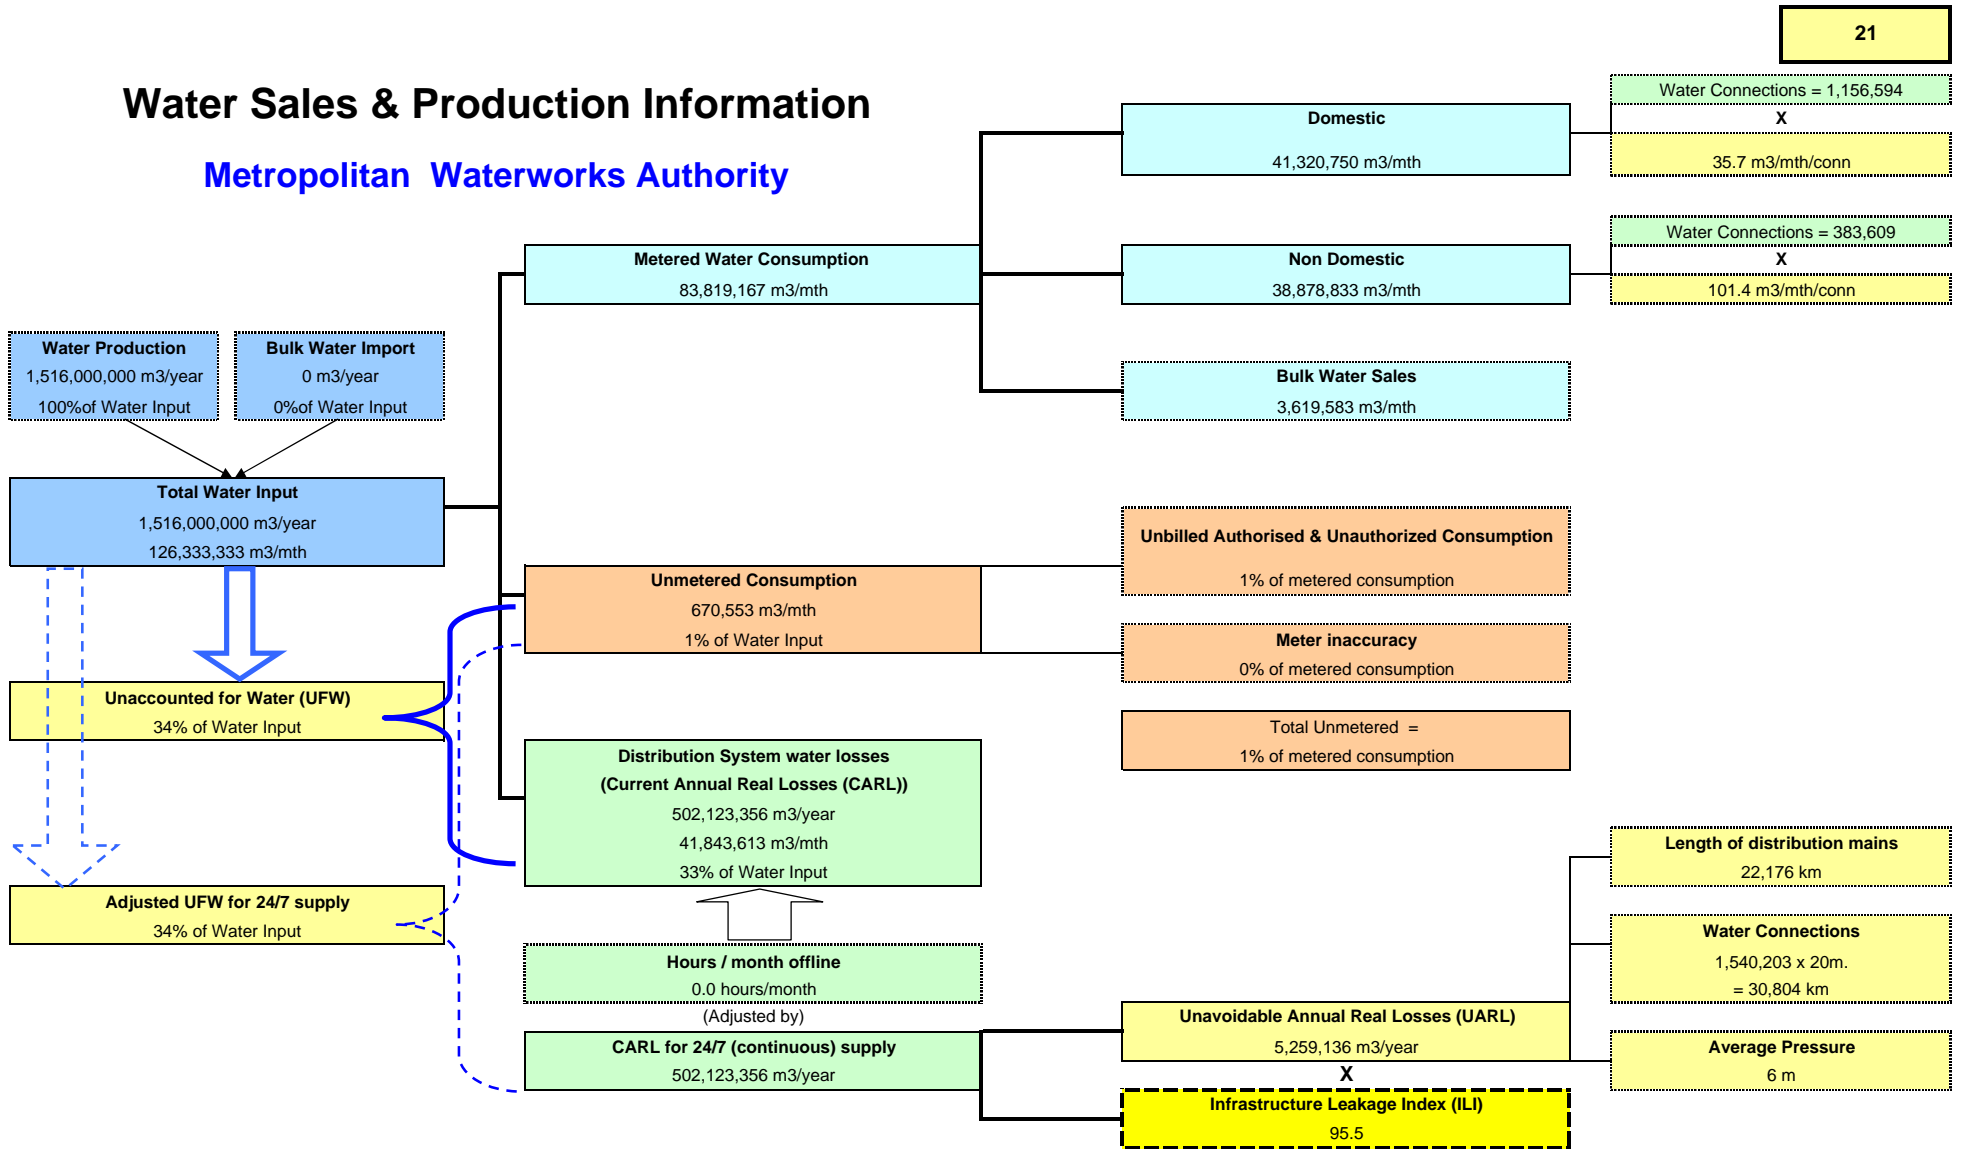 21
Water Sales & Production Information
Metropolitan  Waterworks Authority
Domestic
41,320,750 m3/mth
Water Connections = 1,156,594
X
35.7 m3/mth/conn
Metered Water Consumption
83,819,167 m3/mth
Non Domestic
38,878,833 m3/mth
Water Connections = 383,609
X
101.4 m3/mth/conn
Bulk Water Sales
3,619,583 m3/mth
Water Production
1,516,000,000 m3/year
100%of Water Input
Bulk Water Import
0 m3/year
0%of Water Input
Total Water Input
1,516,000,000 m3/year
126,333,333 m3/mth
Unmetered Consumption
670,553 m3/mth
1% of Water Input
Unbilled Authorised & Unauthorized Consumption
1% of metered consumption
Meter inaccuracy
0% of metered consumption
Total Unmetered  =
1% of metered consumption
Unaccounted for Water (UFW)
34% of Water Input
Distribution System water losses
(Current Annual Real Losses (CARL))
502,123,356 m3/year
41,843,613 m3/mth
33% of Water Input
Adjusted UFW for 24/7 supply
34% of Water Input
Hours / month offline
0.0 hours/month
(Adjusted by)
CARL for 24/7 (continuous) supply
502,123,356 m3/year
Unavoidable Annual Real Losses (UARL)
5,259,136 m3/year
X
Infrastructure Leakage Index (ILI)
95.5
Length of distribution mains
22,176 km
Water Connections
1,540,203 x 20m.
= 30,804 km
Average Pressure
6 m